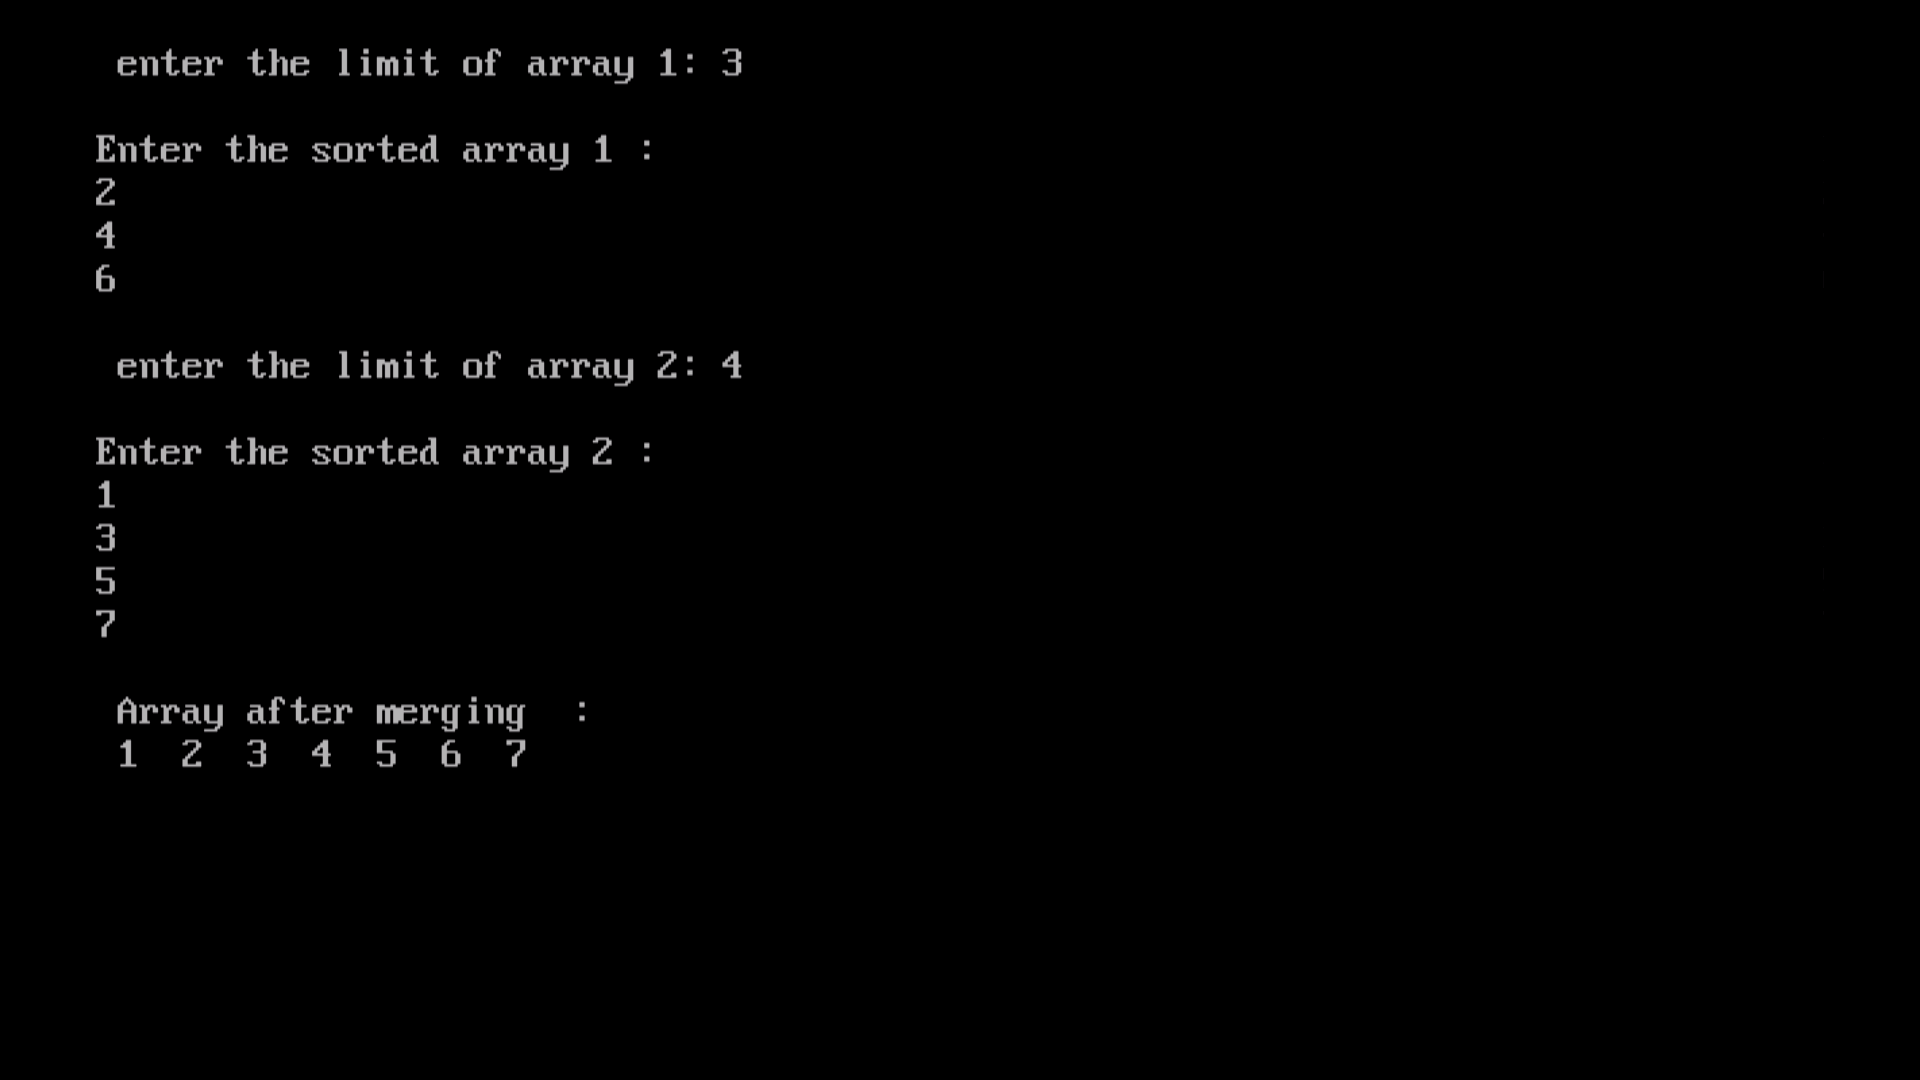 enter the limit of array 1: 3
Enter the sorted array 1 :
2
4
6
enter the limit of array 2: 4
Enter the sorted array 2 :
1
3
5
7
Array after merging  :
1  2  3  4  5  6  7